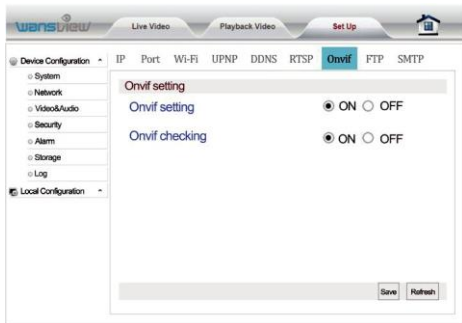 wansview
Live Video Playback Video Set Up
Device Configuration
System
Network
Video&Audio
Security
Alarm
Storage
Log
Local Configuration
IP Port Wi-Fi UPNP DDNS RTSP Onvif FTP SMTP
Onvif setting
Onvif setting ON OFF
Onvif checking ON OFF
Save Refresh